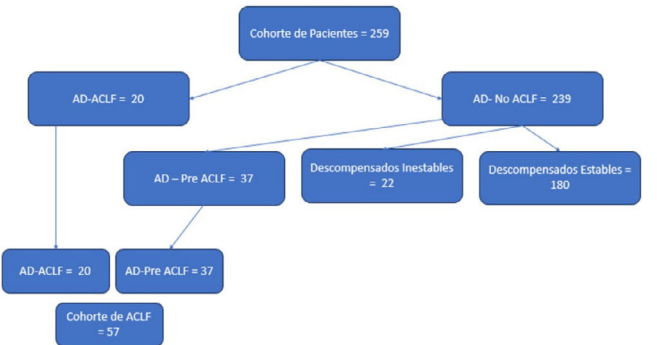 Cohorte de Pacientes = 259
AD-ACLF =  20
AD- No ACLF =  239
AD – Pre ACLF =  37
Descompensados Inestables
=  22
Descompensados Estables =
180
AD-ACLF =  20
AD-Pre ACLF = 37
Cohorte de ACLF
= 57